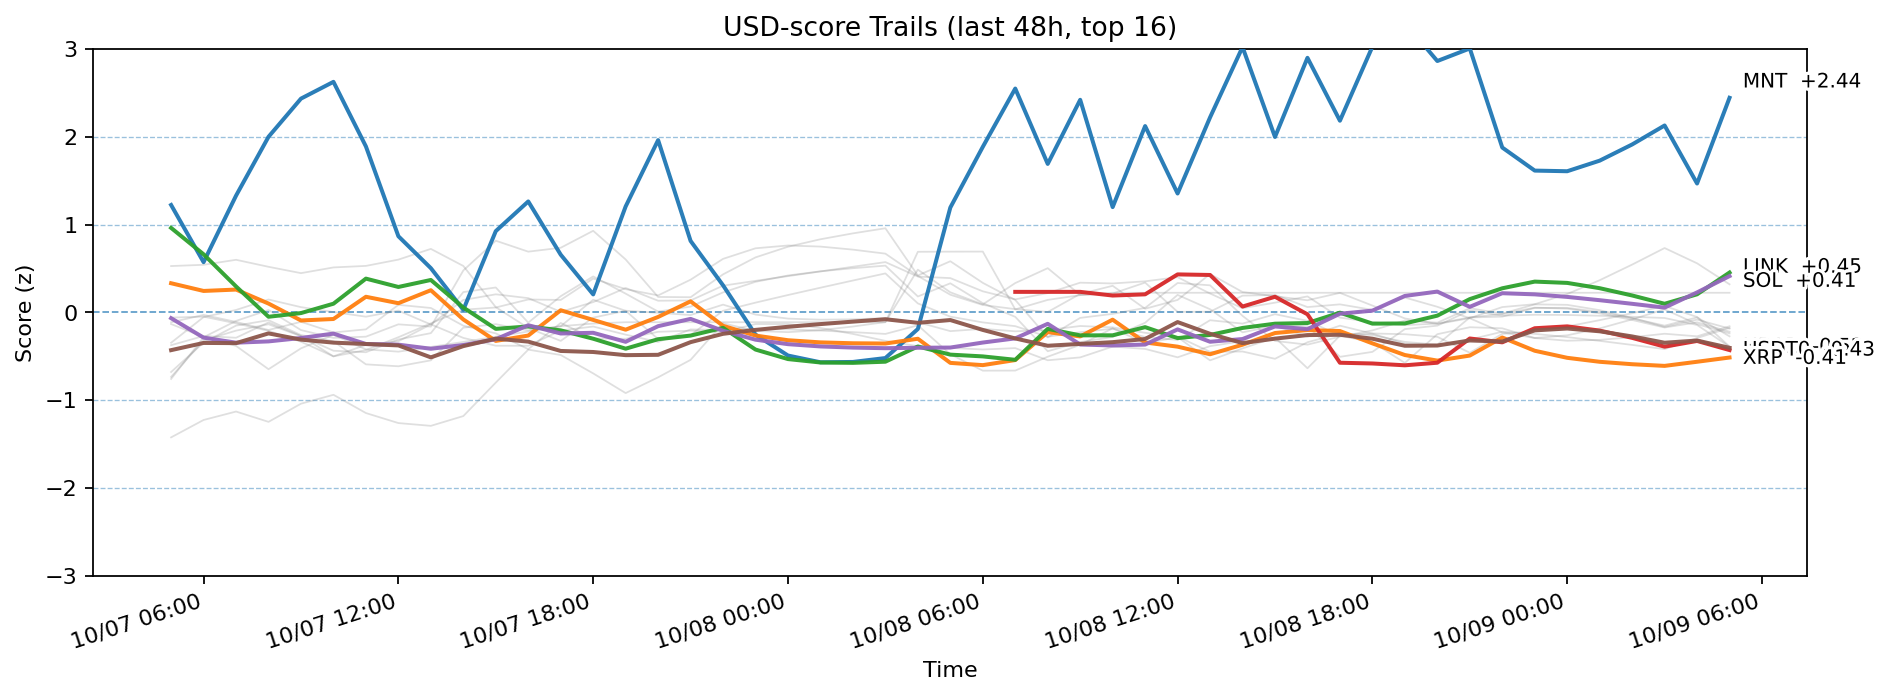 USD-score Trails (last 48h, top 16)
Score (z)
3
2
1
0
−1
−2
−3
MNT +2.44
LINK +0.45
SOL +0.41
XRP -0.41
10/07 06:00
10/07 12:00
10/07 18:00
10/08 00:00
10/08 06:00
10/08 12:00
10/08 18:00
10/09 00:00
10/09 06:00
Time